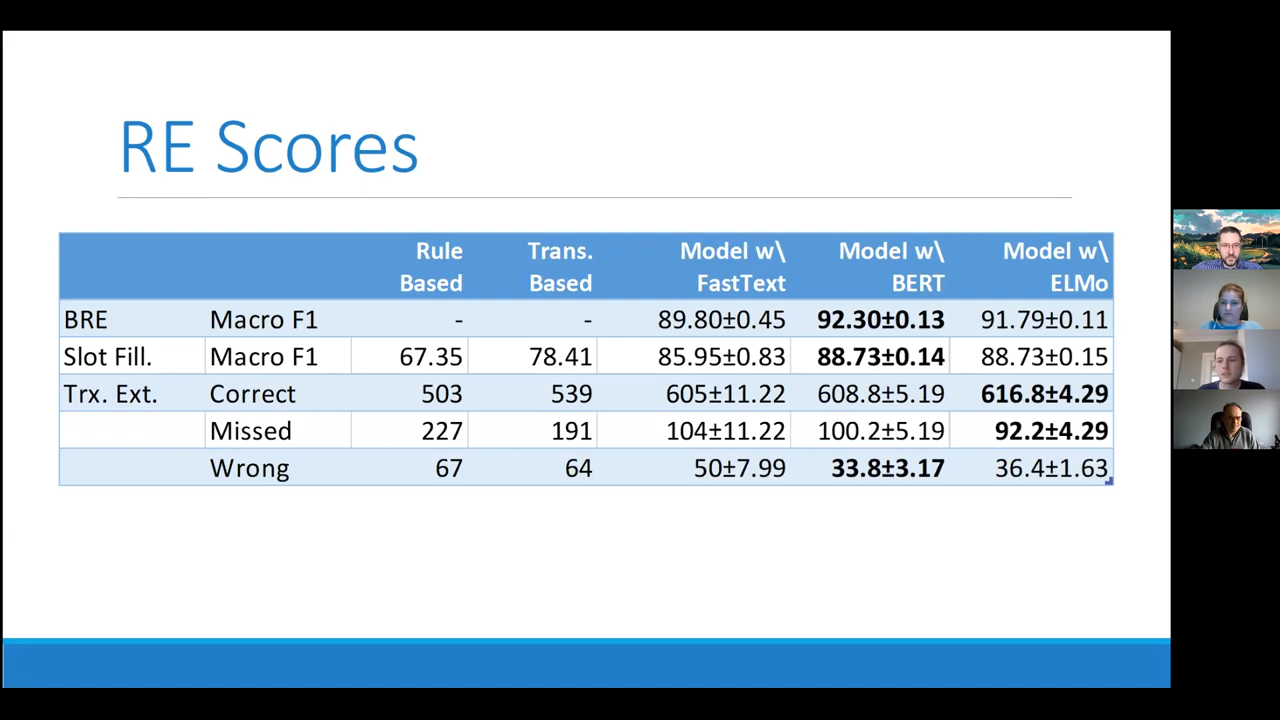 RE Scores
Rule Based Trans. Based Model w\ FastText Model w\ BERT Model w\ ELMo
BRE Macro F1 - - 89.80±0.45 92.30±0.13 91.79±0.11
Slot Fill. Macro F1 67.35 78.41 85.95±0.83 88.73±0.14 88.73±0.15
Trx. Ext. Correct 503 539 605±11.22 608.8±5.19 616.8±4.29
Missed 227 191 104±11.22 100.2±5.19 92.2±4.29
Wrong 67 64 50±7.99 33.8±3.17 36.4±1.63